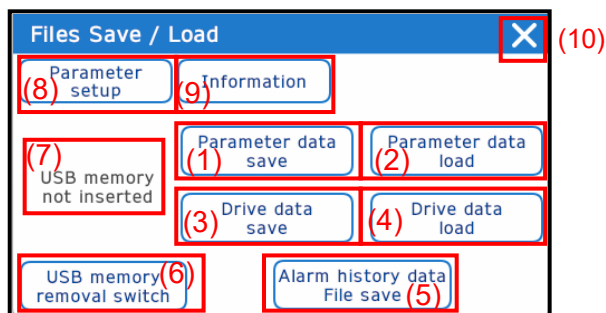 Files Save / Load
(10)
Parameter
setup
(8)
Information
(9)
(7)
USB memory
not inserted
Parameter data
save
(1)
Parameter data
load
(2)
Drive data
save
(3)
Drive data
load
(4)
USB memory
removal switch
(6)
Alarm history data
File save
(5)